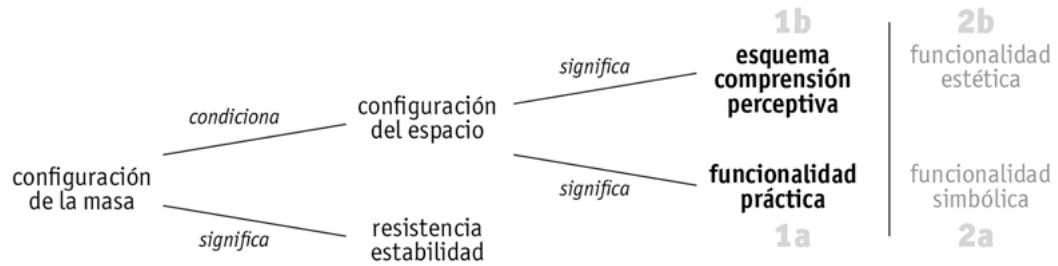 configuración
de la masa
condiciona
significa
configuración
del espacio
resistencia
estabilidad
significa
significa
1b
esquema
comprensión
perceptiva
funcionalidad
práctica
1a
2b
funcionalidad
estética
funcionalidad
simbólica
2a